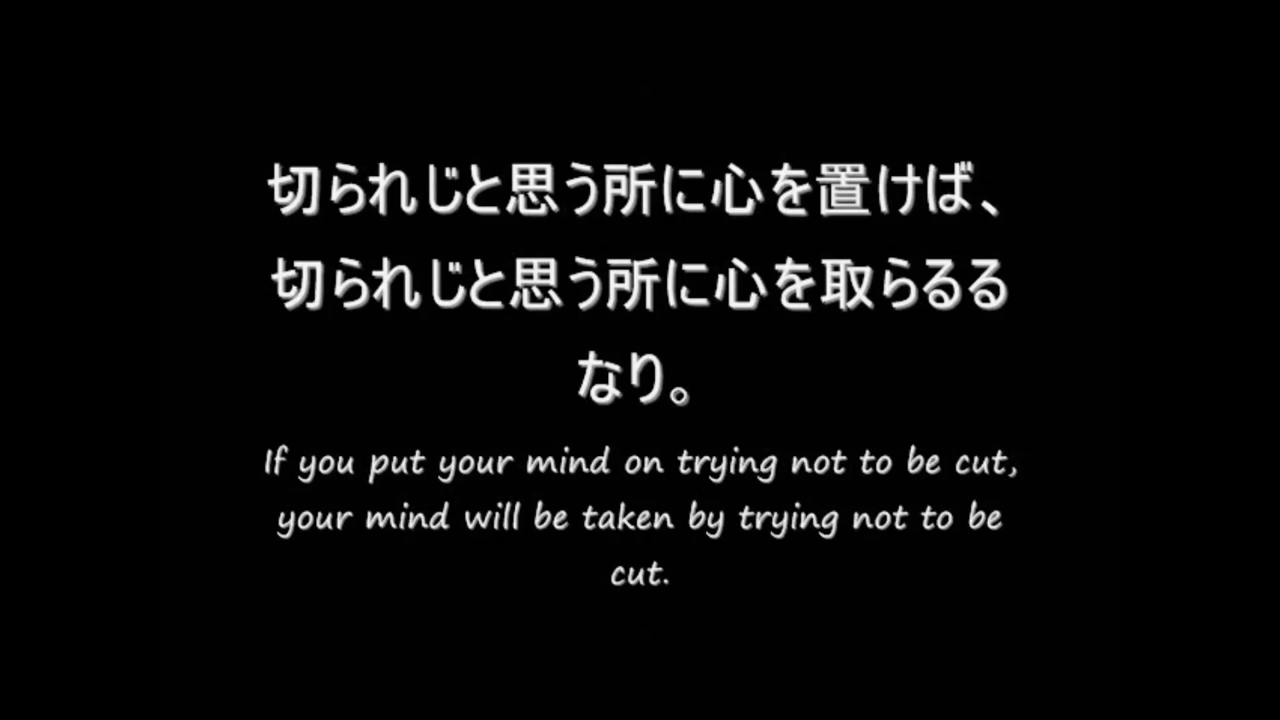 切られじと思う所に心を置けば、
切られじと思う所に心を取らるる
なり。
If you put your mind on trying not to be cut,
your mind will be taken by trying not to be
cut.